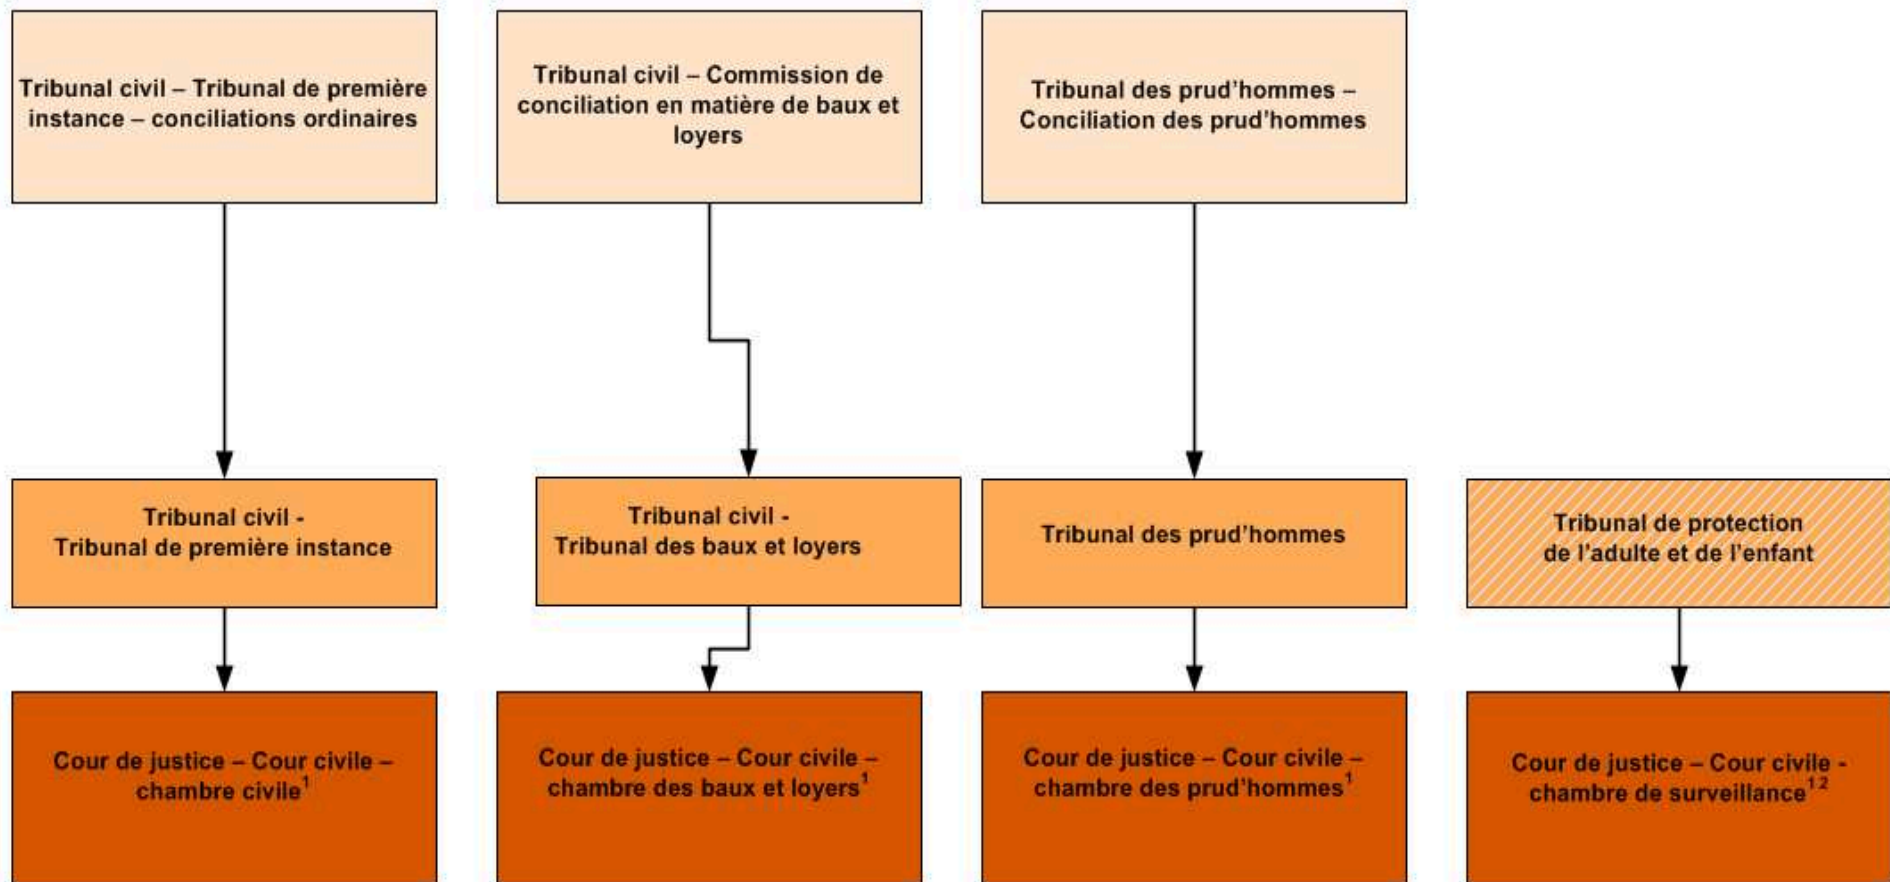 Tribunal civil – Tribunal de première
instance – conciliations ordinaires
Tribunal civil – Commission de
conciliation en matière de baux et
loyers
Tribunal des prud'hommes –
Conciliation des prud'hommes
Tribunal civil -
Tribunal de première instance
Tribunal civil -
Tribunal des baux et loyers
Tribunal des prud'hommes
Tribunal de protection
de l'adulte et de l'enfant
Cour de justice – Cour civile –
chambre civile¹
Cour de justice – Cour civile –
chambre des baux et loyers¹
Cour de justice – Cour civile –
chambre des prud'hommes¹
Cour de justice – Cour civile -
chambre de surveillance¹ ²